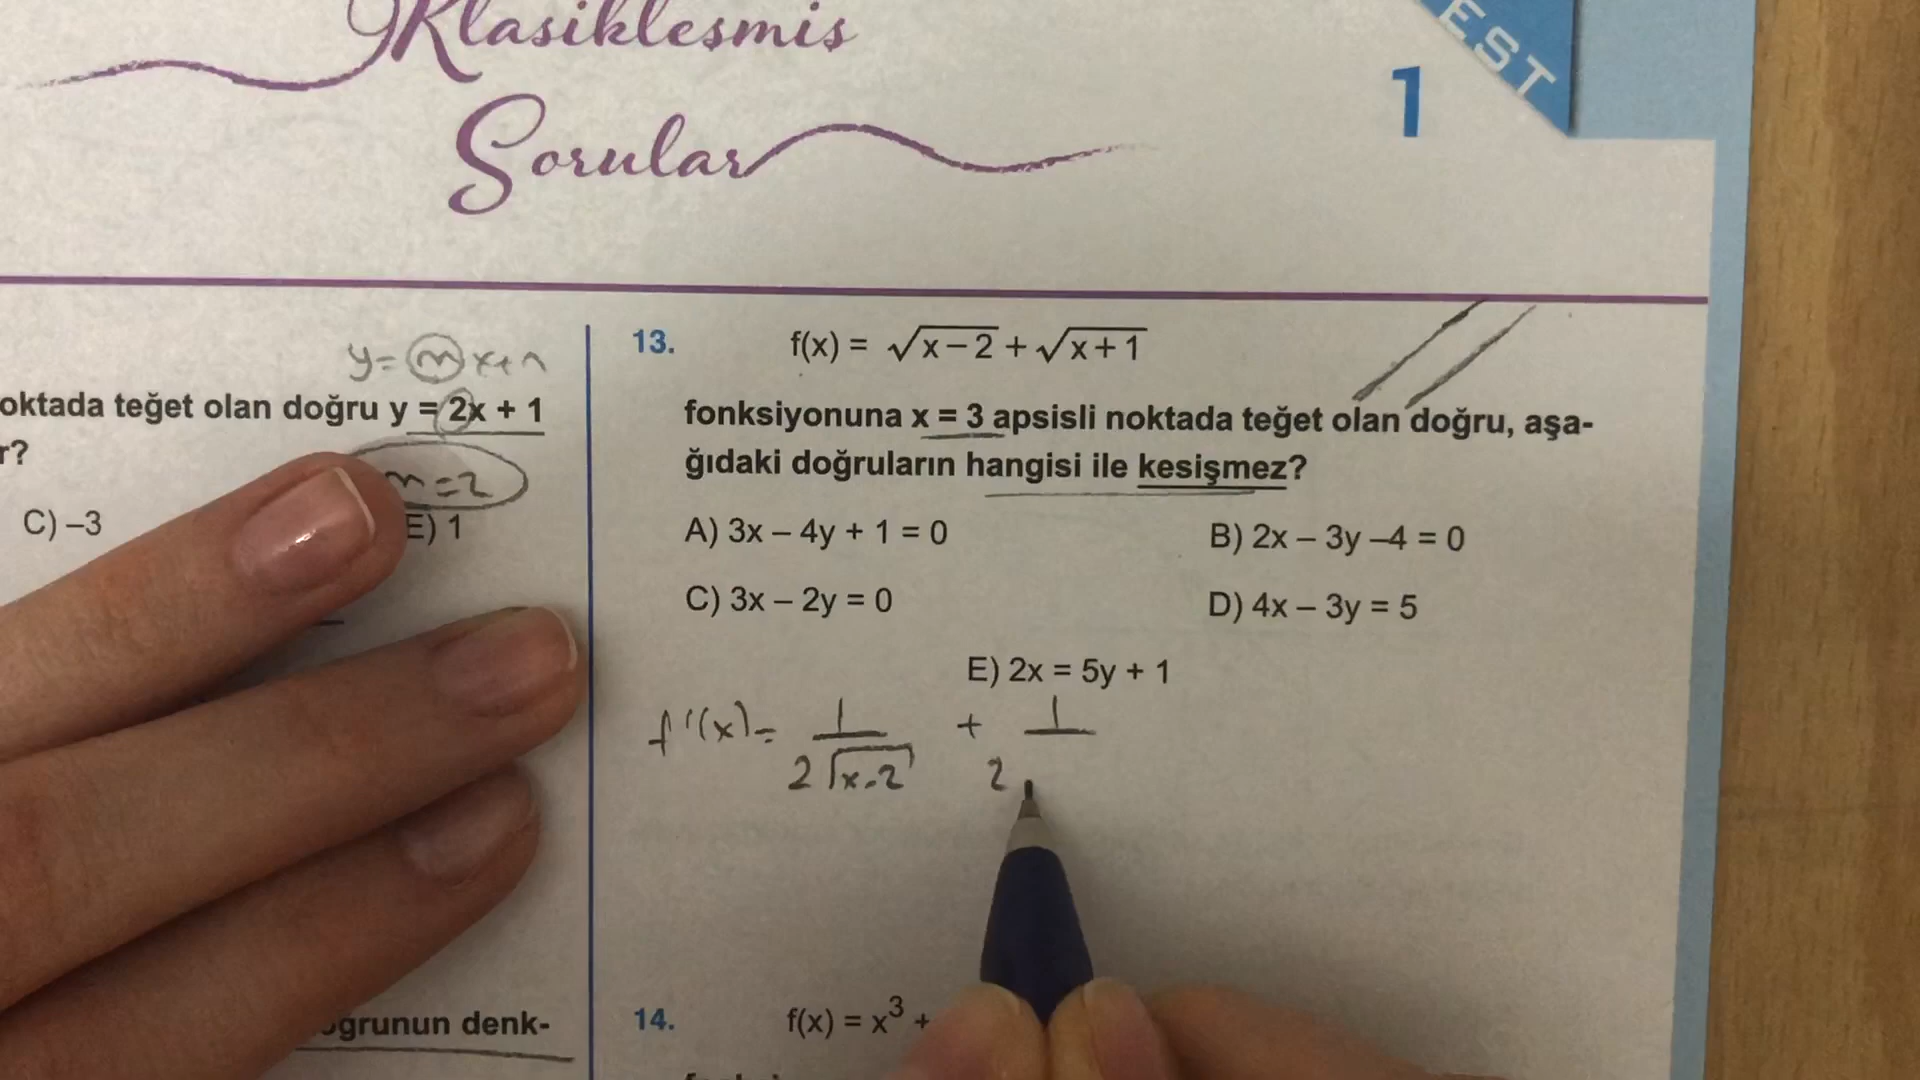 Klasikleşmiş
Sorular
EST
1
y = mx + n
oktada teğet olan doğru y = 2x + 1
r?
m = 2
C) –3
E) 1
ogrunun denk-
13.
f(x) = √x – 2 + √x + 1
fonksiyonuna x = 3 apsisli noktada teğet olan doğru, aşa-
ğıdaki doğruların hangisi ile kesişmez?
A) 3x – 4y + 1 = 0
B) 2x – 3y –4 = 0
C) 3x – 2y = 0
D) 4x – 3y = 5
E) 2x = 5y + 1
f'(x) = 1 + 1
2√x-2 2
14.
f(x) = x³ +